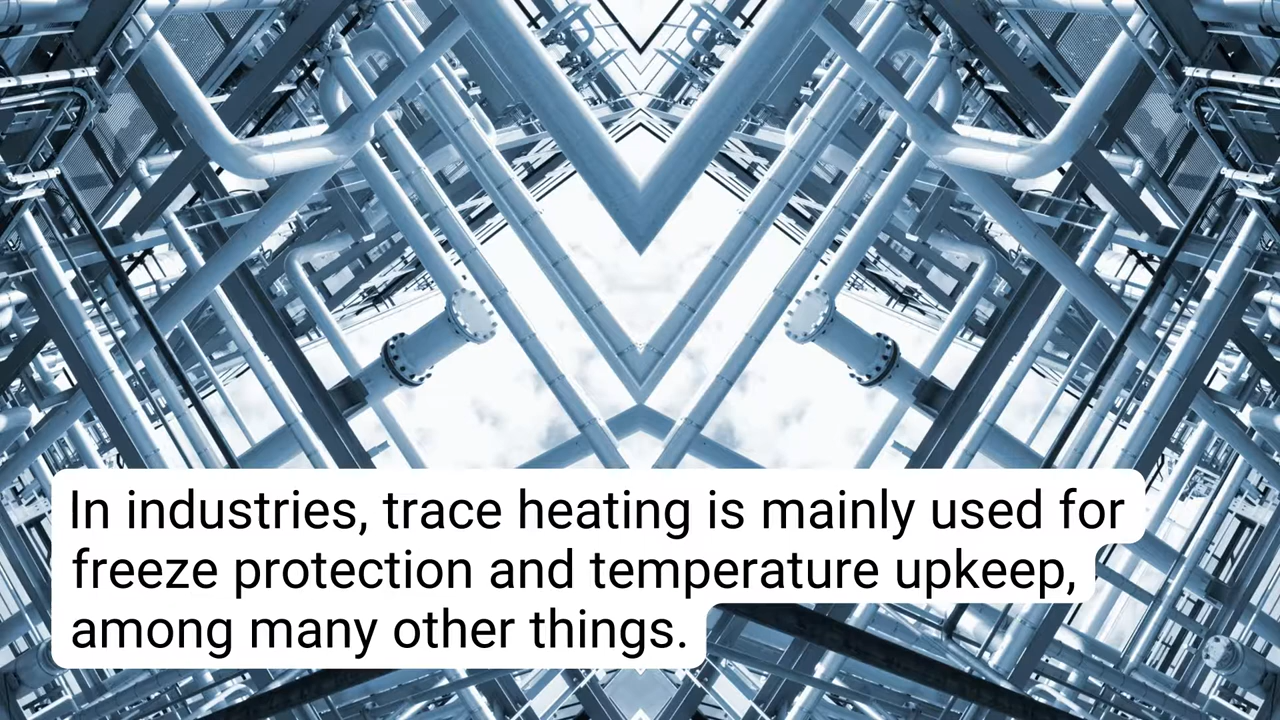 In industries, trace heating is mainly used for
freeze protection and temperature upkeep,
among many other things.